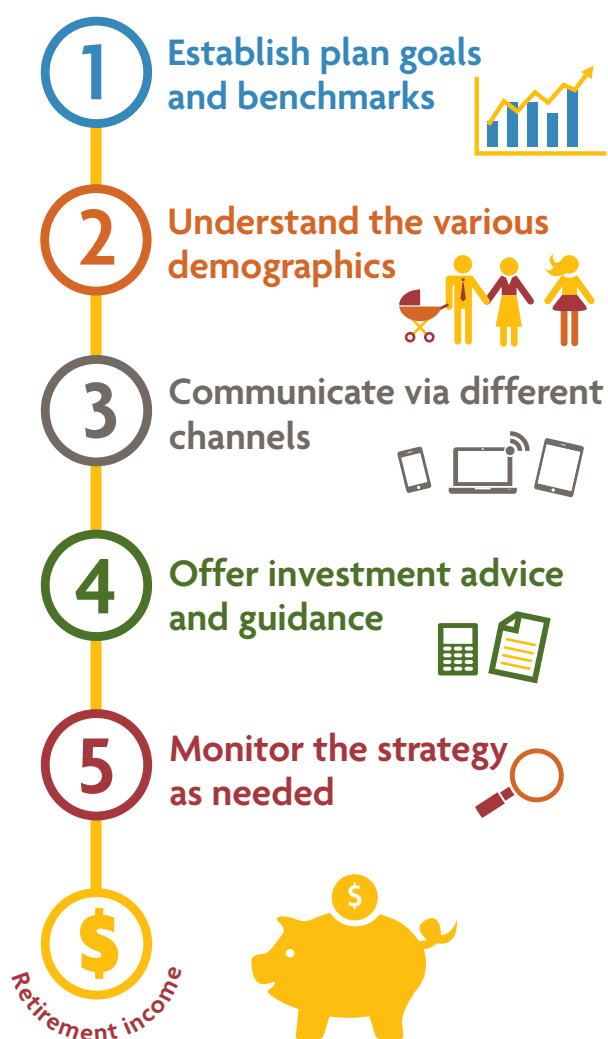 1
Establish plan goals
and benchmarks
2
Understand the various
demographics
3
Communicate via different
channels
4
Offer investment advice
and guidance
5
Monitor the strategy
as needed
$
$
Retirement income